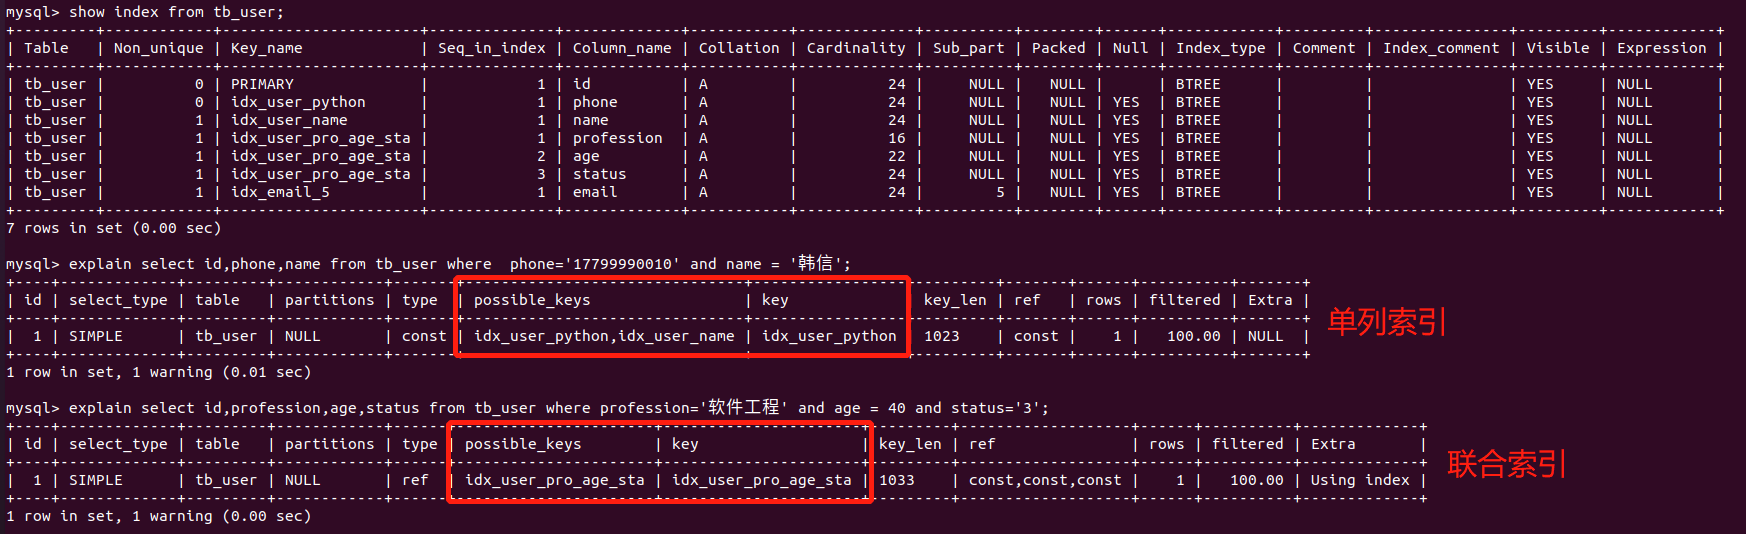 mysql> show index from tb_user;
+---------+------------+----------------------+--------------+-------------+-----------+-------------+----------+--------+------+------------+---------+---------------+---------+------------+
| Table | Non_unique | Key_name | Seq_in_index | Column_name | Collation | Cardinality | Sub_part | Packed | Null | Index_type | Comment | Index_comment | Visible | Expression |
+---------+------------+----------------------+--------------+-------------+-----------+-------------+----------+--------+------+------------+---------+---------------+---------+------------+
| tb_user | 0 | PRIMARY | 1 | id | A | 24 | NULL | NULL | | BTREE | | | YES | NULL |
| tb_user | 0 | idx_user_python | 1 | phone | A | 24 | NULL | NULL | YES | BTREE | | | YES | NULL |
| tb_user | 1 | idx_user_name | 1 | name | A | 24 | NULL | NULL | YES | BTREE | | | YES | NULL |
| tb_user | 1 | idx_user_pro_age_sta | 1 | profession | A | 16 | NULL | NULL | YES | BTREE | | | YES | NULL |
| tb_user | 1 | idx_user_pro_age_sta | 2 | age | A | 22 | NULL | NULL | YES | BTREE | | | YES | NULL |
| tb_user | 1 | idx_user_pro_age_sta | 3 | status | A | 24 | NULL | NULL | YES | BTREE | | | YES | NULL |
| tb_user | 1 | idx_email_5 | 1 | email | A | 24 | 5 | NULL | YES | BTREE | | | YES | NULL |
+---------+------------+----------------------+--------------+-------------+-----------+-------------+----------+--------+------+------------+---------+---------------+---------+------------+
7 rows in set (0.00 sec)
mysql> explain select id,phone,name from tb_user where  phone='17799990010' and name = '韩信';
+----+-------------+---------+------------+-------+-------------------------------+-----------------+---------+-------+------+----------+-------+
| id | select_type | table | partitions | type | possible_keys | key | key_len | ref | rows | filtered | Extra |
+----+-------------+---------+------------+-------+-------------------------------+-----------------+---------+-------+------+----------+-------+
| 1 | SIMPLE | tb_user | NULL | const | idx_user_python,idx_user_name | idx_user_python | 1023 | const | 1 | 100.00 | NULL |
+----+-------------+---------+------------+-------+-------------------------------+-----------------+---------+-------+------+----------+-------+
单列索引
1 row in set, 1 warning (0.01 sec)
mysql> explain select id,profession,age,status from tb_user where profession='软件工程' and age = 40 and status='3';
+----+-------------+---------+------------+------+----------------------+----------------------+---------+-------------------+------+----------+-------------+
| id | select_type | table | partitions | type | possible_keys | key | key_len | ref | rows | filtered | Extra |
+----+-------------+---------+------------+------+----------------------+----------------------+---------+-------------------+------+----------+-------------+
| 1 | SIMPLE | tb_user | NULL | ref | idx_user_pro_age_sta | idx_user_pro_age_sta | 1033 | const,const,const | 1 | 100.00 | Using index |
+----+-------------+---------+------------+------+----------------------+----------------------+---------+-------------------+------+----------+-------------+
联合索引
1 row in set, 1 warning (0.00 sec)